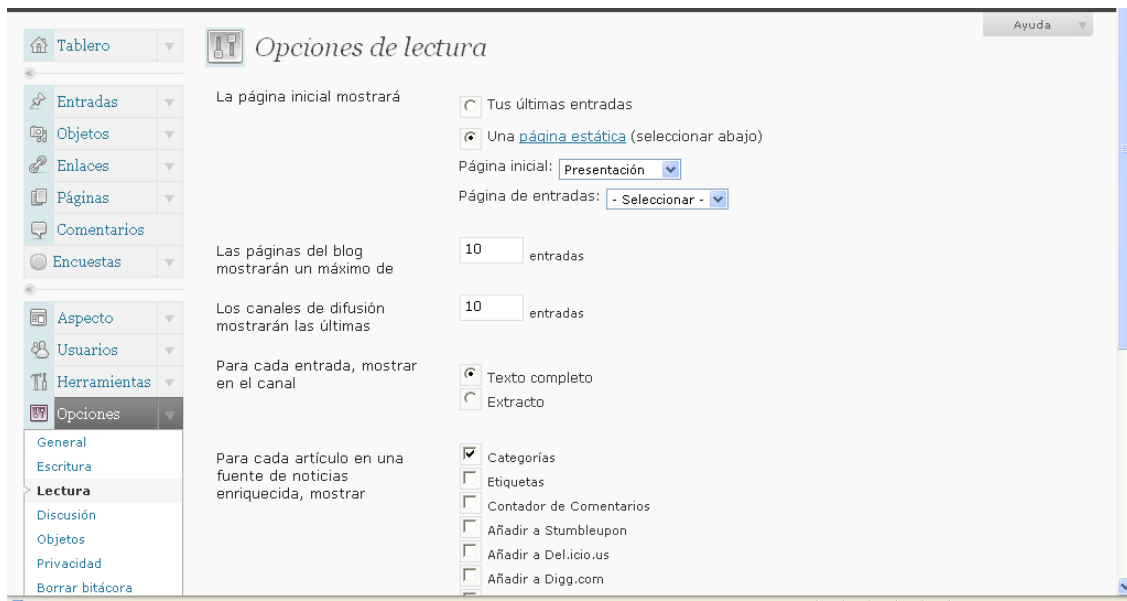 Ayuda
Tablero
Opciones de lectura
Entradas
Objetos
Enlaces
Páginas
Comentarios
Encuestas
Aspecto
Usuarios
Herramientas
Opciones
General
Escritura
Lectura
Discusión
Objetos
Privacidad
Borrar bitácora
La página inicial mostrará
Tus últimas entradas
Una página estática (seleccionar abajo)
Página inicial: Presentación
Página de entradas: - Seleccionar -
Las páginas del blog
mostrarán un máximo de
10 entradas
Los canales de difusión
mostrarán las últimas
10 entradas
Para cada entrada, mostrar
en el canal
Texto completo
Extracto
Para cada artículo en una
fuente de noticias
enriquecida, mostrar
Categorías
Etiquetas
Contador de Comentarios
Añadir a Stumbleupon
Añadir a Del.icio.us
Añadir a Digg.com